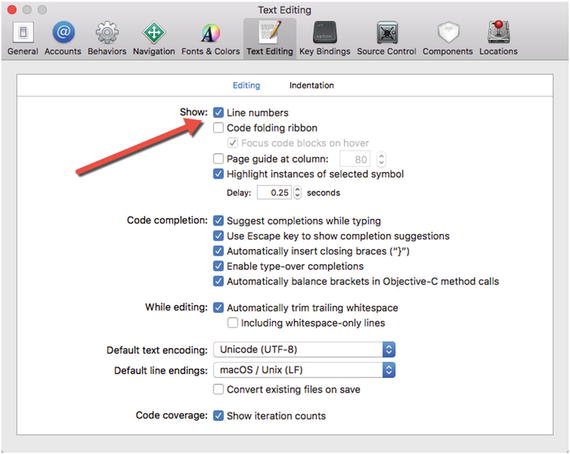 Text Editing
General Accounts Behaviors Navigation Fonts & Colors Text Editing Key Bindings Source Control Components Locations
Editing Indentation
Show: Line numbers
Code folding ribbon
Focus code blocks on hover
Page guide at column: 80
Highlight instances of selected symbol
Delay: 0.25 seconds
Code completion: Suggest completions while typing
Use Escape key to show completion suggestions
Automatically insert closing braces (“}”)
Enable type-over completions
Automatically balance brackets in Objective-C method calls
While editing: Automatically trim trailing whitespace
Including whitespace-only lines
Default text encoding: Unicode (UTF-8)
Default line endings: macOS / Unix (LF)
Convert existing files on save
Code coverage: Show iteration counts